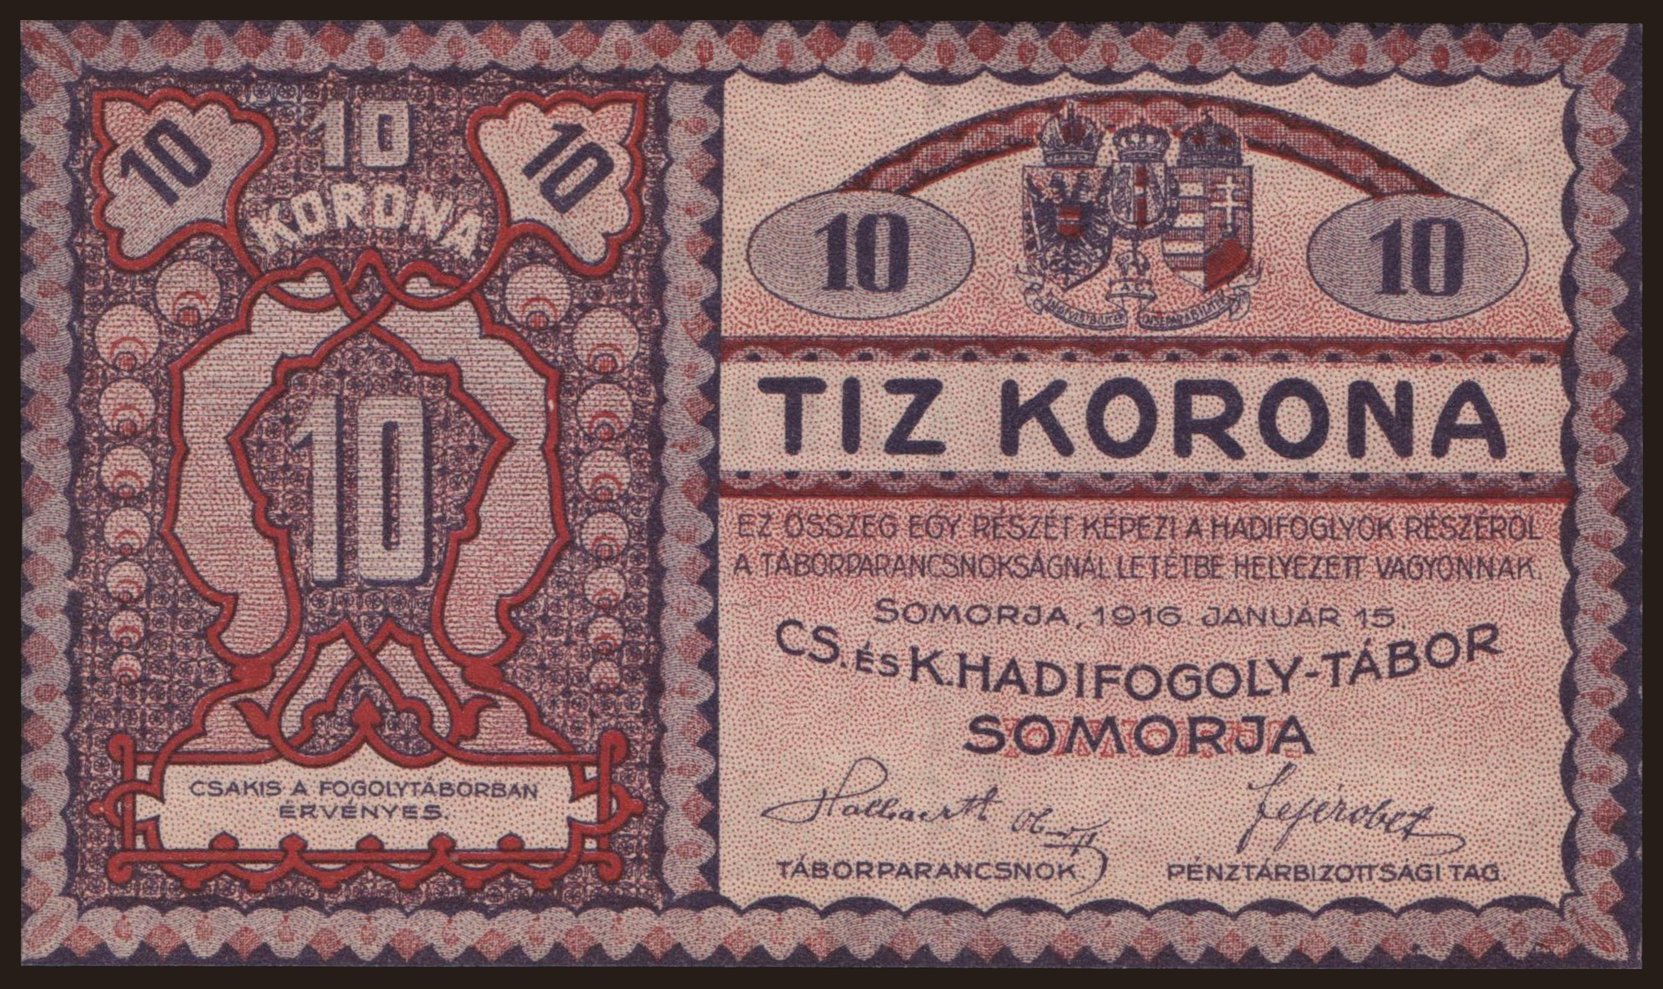 10
10
10
KORONA
10
CSAKIS A FOGOLYTÁBORBAN
ÉRVÉNYES.
10
10
TIZ KORONA
EZ ÖSSZEG EGY RÉSZÉT KÉPEZI A HADIFOGLYOK RÉSZÉRŐL
A TÁBORPARANCSNOKSÁGNÁL LETÉTBE HELYEZETT VAGYONNAK.
SOMORJA, 1916 JANUÁR 15.
CS. ÉS K. HADIFOGOLY-TÁBOR
SOMORJA
TÁBORPARANCSNOK.
PÉNZTÁRBIZOTTSÁGI TAG.